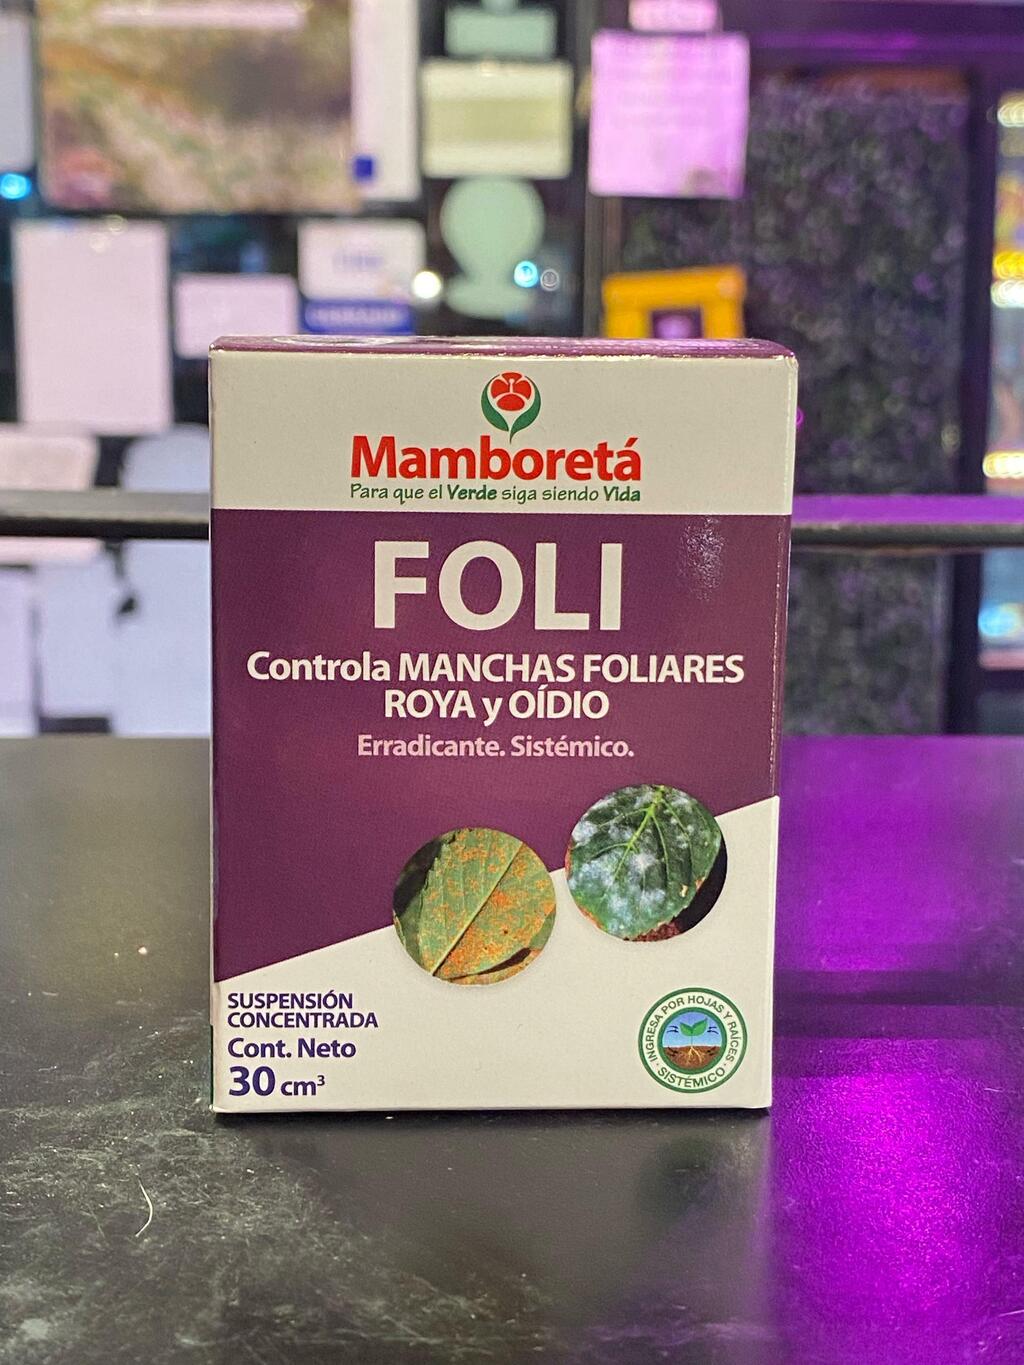 Mamboretá
Para que el Verde siga siendo Vida
FOLI
Controla MANCHAS FOLIARES
ROYA y OÍDIO
Erradicante. Sistémico.
SUSPENSIÓN
CONCENTRADA
Cont. Neto
30 cm³
INGRESA POR HOJAS Y RAÍCES
· SISTÉMICO ·